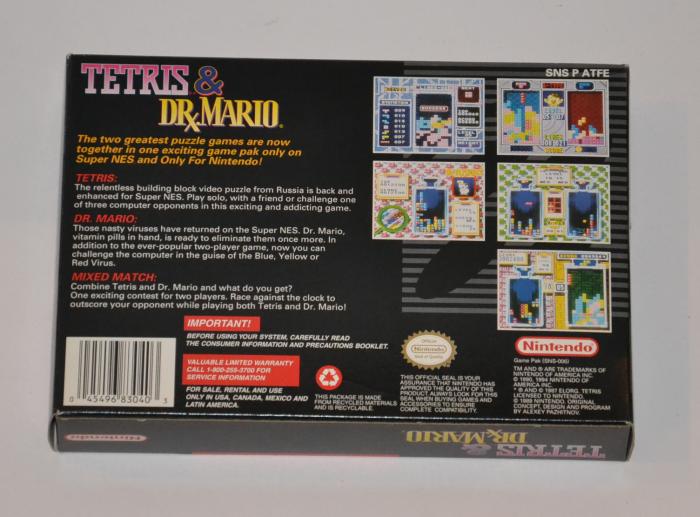 TETRIS &
DR. MARIO
SNS P ATFE
The two greatest puzzle games are now
together in one exciting game pak only on
Super NES and Only For Nintendo!
TETRIS:
The relentless building block video puzzle from Russia is back and
enhanced for Super NES. Play solo, with a friend or challenge one
of three computer opponents in this exciting and addicting game.
DR. MARIO:
Those nasty viruses have returned on the Super NES. Dr. Mario,
vitamin pills in hand, is ready to eliminate them once more. In
addition to the ever-popular two-player game, now you can
challenge the computer in the guise of the Blue, Yellow or
Red Virus.
MIXED MATCH:
Combine Tetris and Dr. Mario and what do you get?
One exciting contest for two players. Race against the clock to
outscore your opponent while playing both Tetris and Dr. Mario!
IMPORTANT!
BEFORE USING YOUR SYSTEM, CAREFULLY READ
THE CONSUMER INFORMATION AND PRECAUTIONS BOOKLET.
VALUABLE LIMITED WARRANTY
CALL 1-800-255-3700 FOR
SERVICE INFORMATION
FOR SALE, RENTAL AND USE
ONLY IN USA, CANADA, MEXICO AND
LATIN AMERICA.
0 45496 83040 3
THIS PACKAGE IS MADE
FROM RECYCLED MATERIALS
AND IS RECYCLABLE.
Official
Nintendo
Seal of Quality
THIS OFFICIAL SEAL IS YOUR
ASSURANCE THAT NINTENDO HAS
APPROVED THE QUALITY OF THIS
PRODUCT. ALWAYS LOOK FOR THIS
SEAL WHEN BUYING GAMES AND
ACCESSORIES TO ENSURE
COMPLETE COMPATIBILITY.
Nintendo
Game Pak (SNS-006)
TM AND ® ARE TRADEMARKS OF
NINTENDO OF AMERICA INC.
© 1990, 1994 NINTENDO OF
AMERICA INC.
* © AND © 1987 ELORG. TETRIS
LICENSED TO NINTENDO.
© 1989 NINTENDO. ORIGINAL
CONCEPT, DESIGN AND PROGRAM
BY ALEXEY PAZHITNOV.
Nintendo
TETRIS &
DR. MARIO